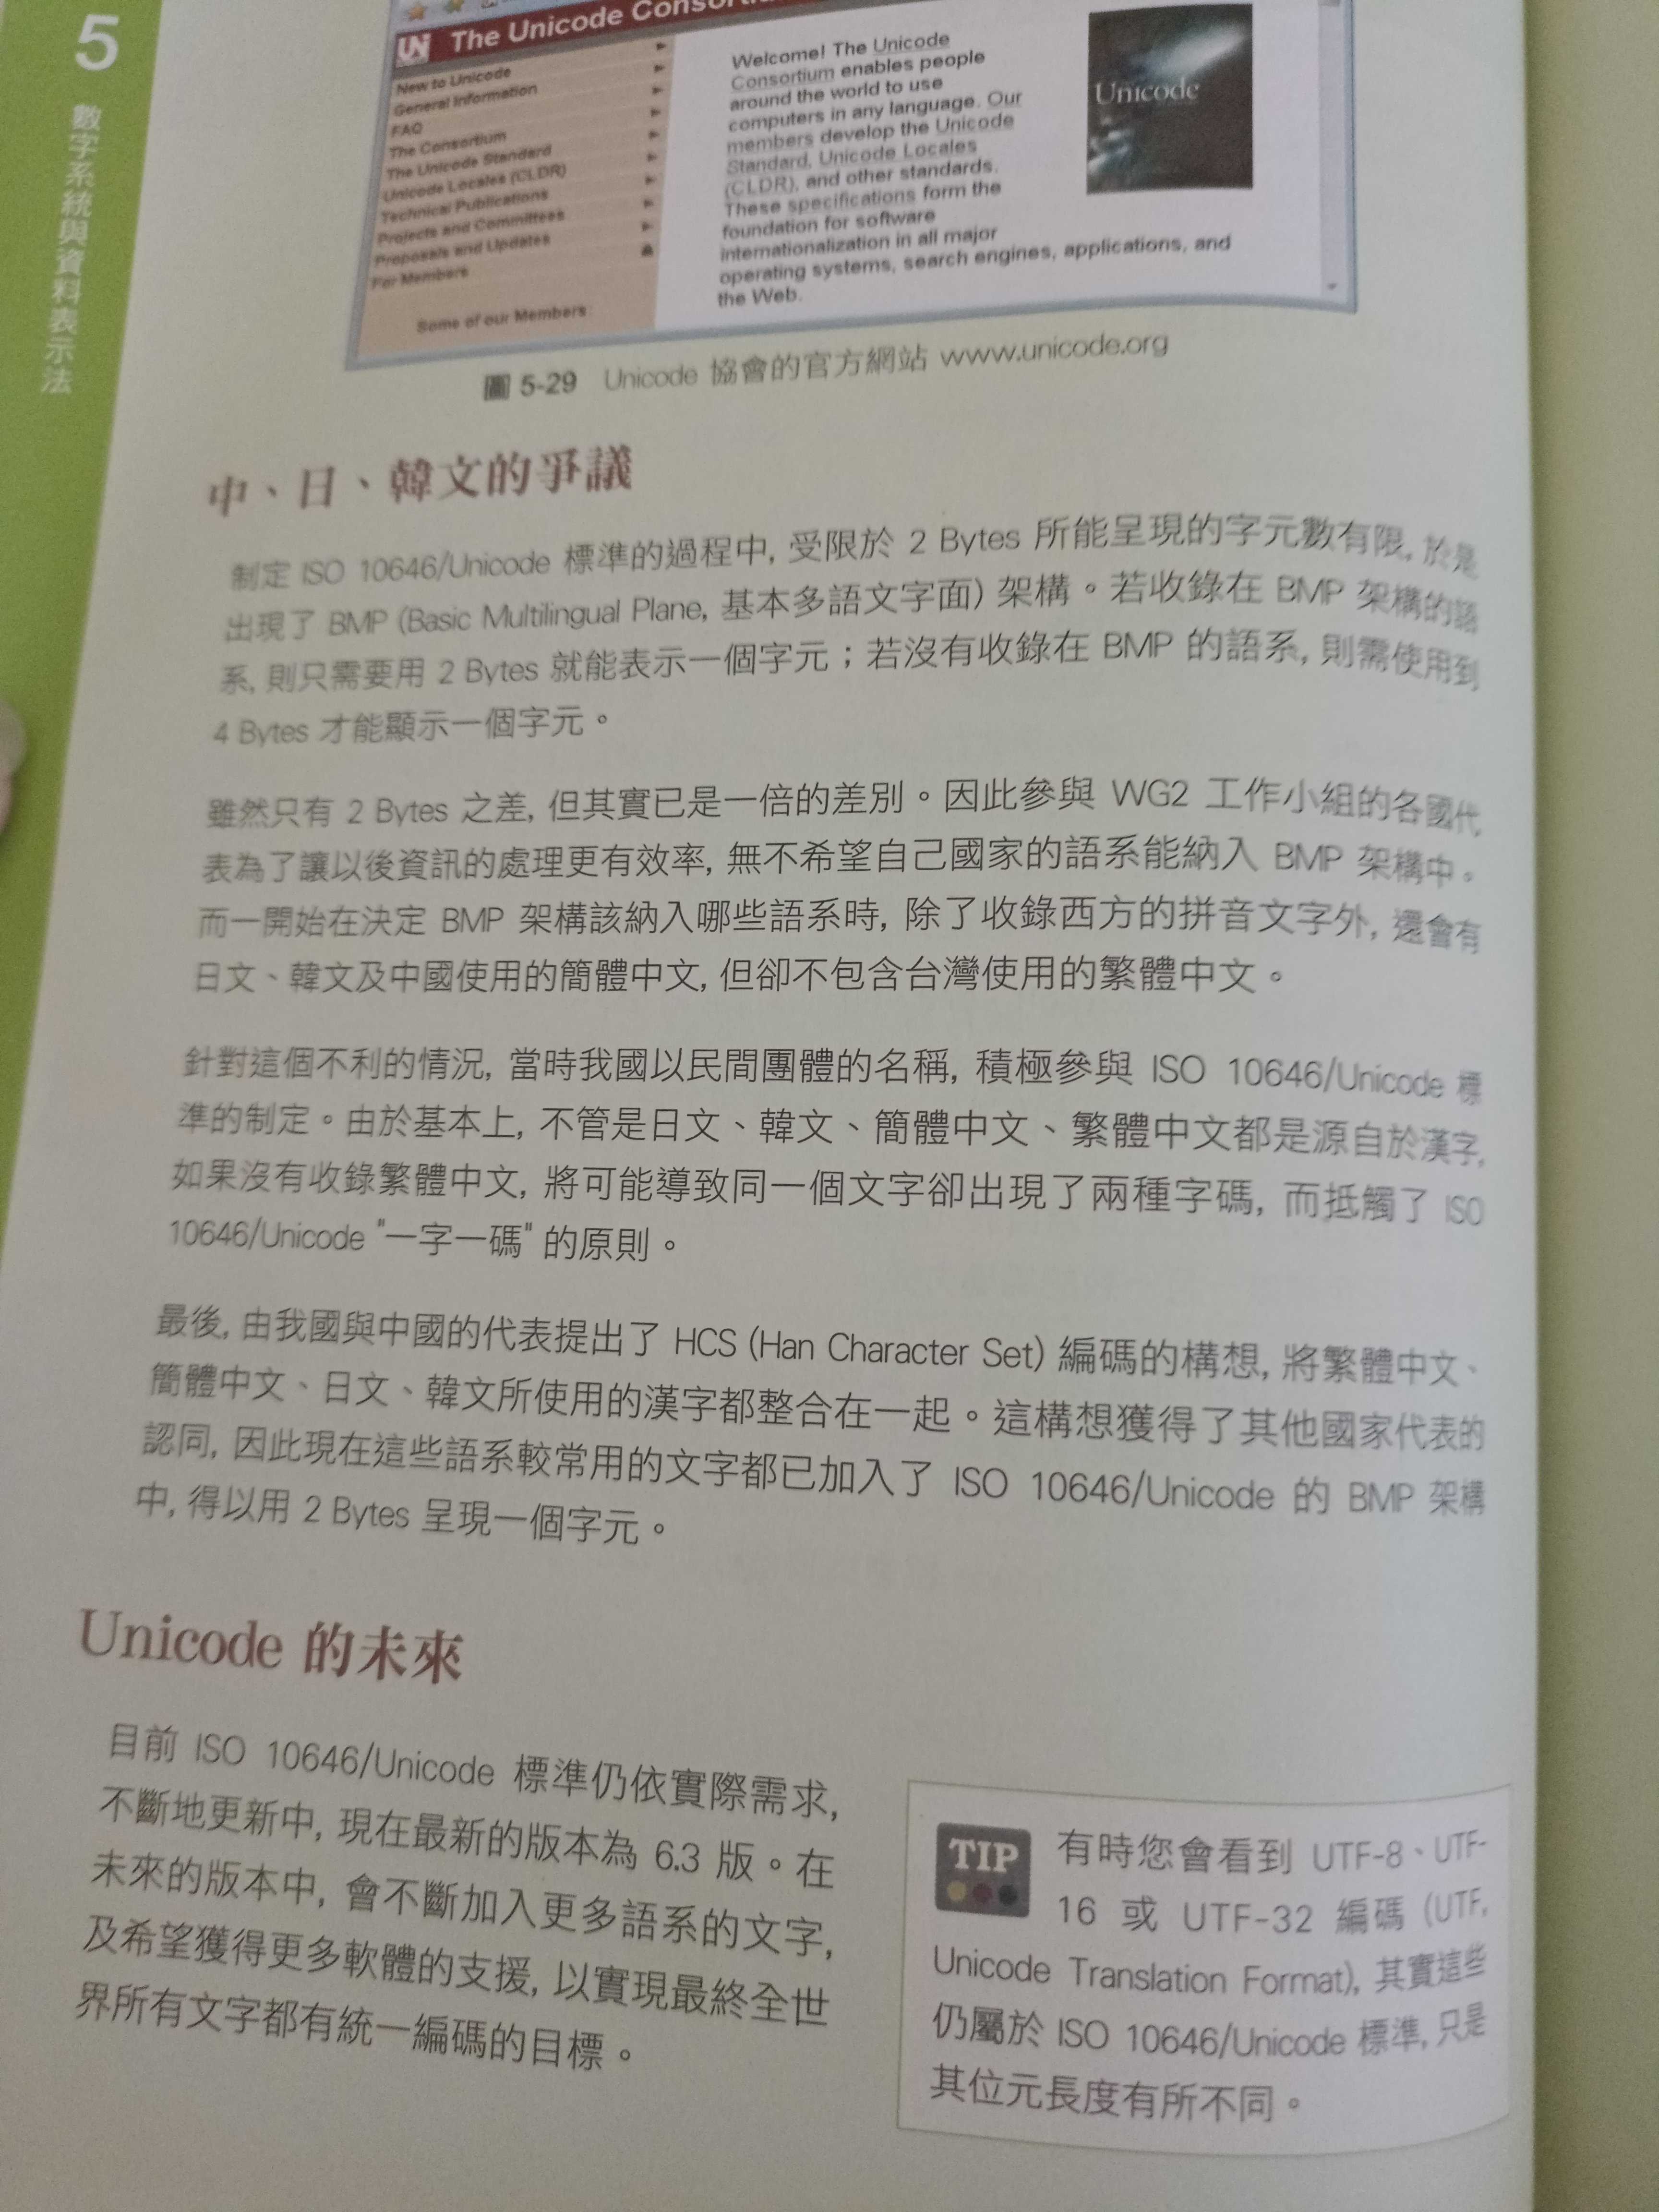 5
數字系統與資料表示法
The Unicode
New to Unicode
General Information
FAQ
The Consortium
The Unicode Standard
Unicode Locales (CLDR)
Technical Publications
Projects and Committees
Proposals and Updates
For Members
Some of our Members:
Welcome! The Unicode
Consortium enables people
around the world to use
computers in any language. Our
members develop the Unicode
Standard, Unicode Locales
(CLDR), and other standards.
These specifications form the
foundation for software
internationalization in all major
operating systems, search engines, applications, and
the Web.
Unicode
圖 5-29 Unicode 協會的官方網站 www.unicode.org
中、日、韓文的爭議
制定 ISO 10646/Unicode 標準的過程中, 受限於 2 Bytes 所能呈現的字元數有限, 於是
出現了 BMP (Basic Multilingual Plane, 基本多語文字面) 架構。若收錄在 BMP 架構的語
系, 則只需要用 2 Bytes 就能表示一個字元；若沒有收錄在 BMP 的語系, 則需使用到
4 Bytes 才能顯示一個字元。
雖然只有 2 Bytes 之差, 但其實已是一倍的差別。因此參與 WG2 工作小組的各國代
表為了讓以後資訊的處理更有效率, 無不希望自己國家的語系能納入 BMP 架構中。
而一開始在決定 BMP 架構該納入哪些語系時, 除了收錄西方的拼音文字外, 還會有
日文、韓文及中國使用的簡體中文, 但卻不包含台灣使用的繁體中文。
針對這個不利的情況, 當時我國以民間團體的名稱, 積極參與 ISO 10646/Unicode 標
準的制定。由於基本上, 不管是日文、韓文、簡體中文、繁體中文都是源自於漢字,
如果沒有收錄繁體中文, 將可能導致同一個文字卻出現了兩種字碼, 而抵觸了 ISO
10646/Unicode "一字一碼" 的原則。
最後, 由我國與中國的代表提出了 HCS (Han Character Set) 編碼的構想, 將繁體中文、
簡體中文、日文、韓文所使用的漢字都整合在一起。這構想獲得了其他國家代表的
認同, 因此現在這些語系較常用的文字都已加入了 ISO 10646/Unicode 的 BMP 架構
中, 得以用 2 Bytes 呈現一個字元。
Unicode 的未來
目前 ISO 10646/Unicode 標準仍依實際需求,
不斷地更新中, 現在最新的版本為 6.3 版。在
未來的版本中, 會不斷加入更多語系的文字,
及希望獲得更多軟體的支援, 以實現最終全世
界所有文字都有統一編碼的目標。
TIP
有時您會看到 UTF-8、UTF-
16 或 UTF-32 編碼 (UTF,
Unicode Translation Format), 其實這些
仍屬於 ISO 10646/Unicode 標準, 只是
其位元長度有所不同。